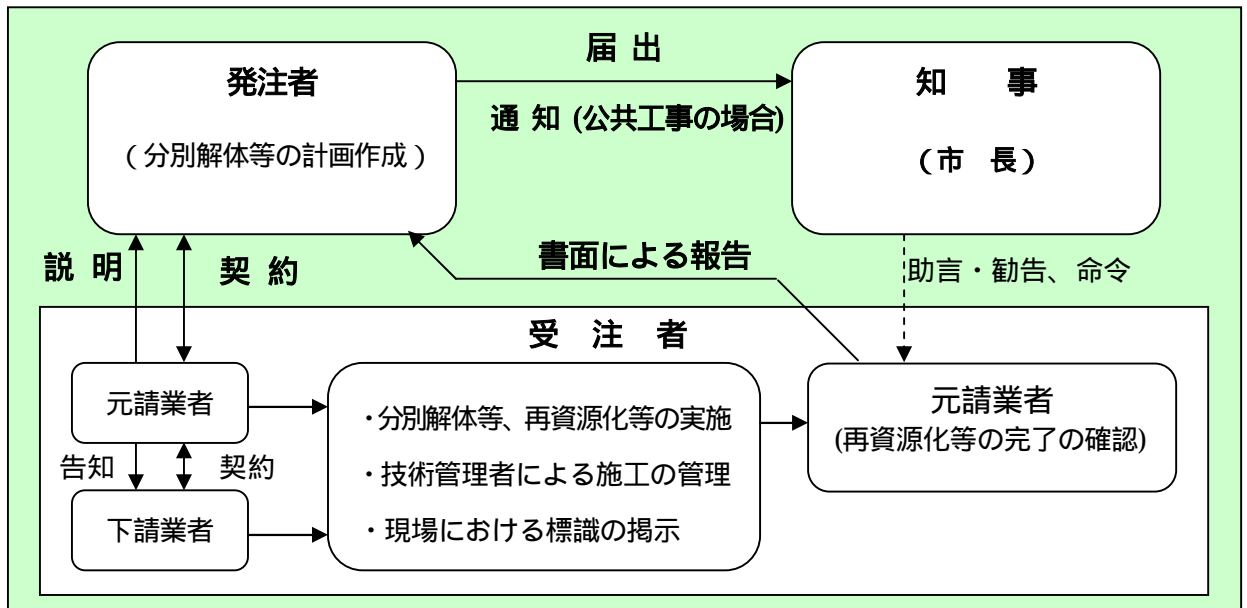 届 出
発注者
(分別解体等の計画作成)
通 知 (公共工事の場合)
知 事
(市 長)
説 明
契 約
書面による報告
助言・勧告、命令
受 注 者
元請業者
告知
契約
下請業者
・分別解体等、再資源化等の実施
・技術管理者による施工の管理
・現場における標識の掲示
元請業者
(再資源化等の完了の確認)